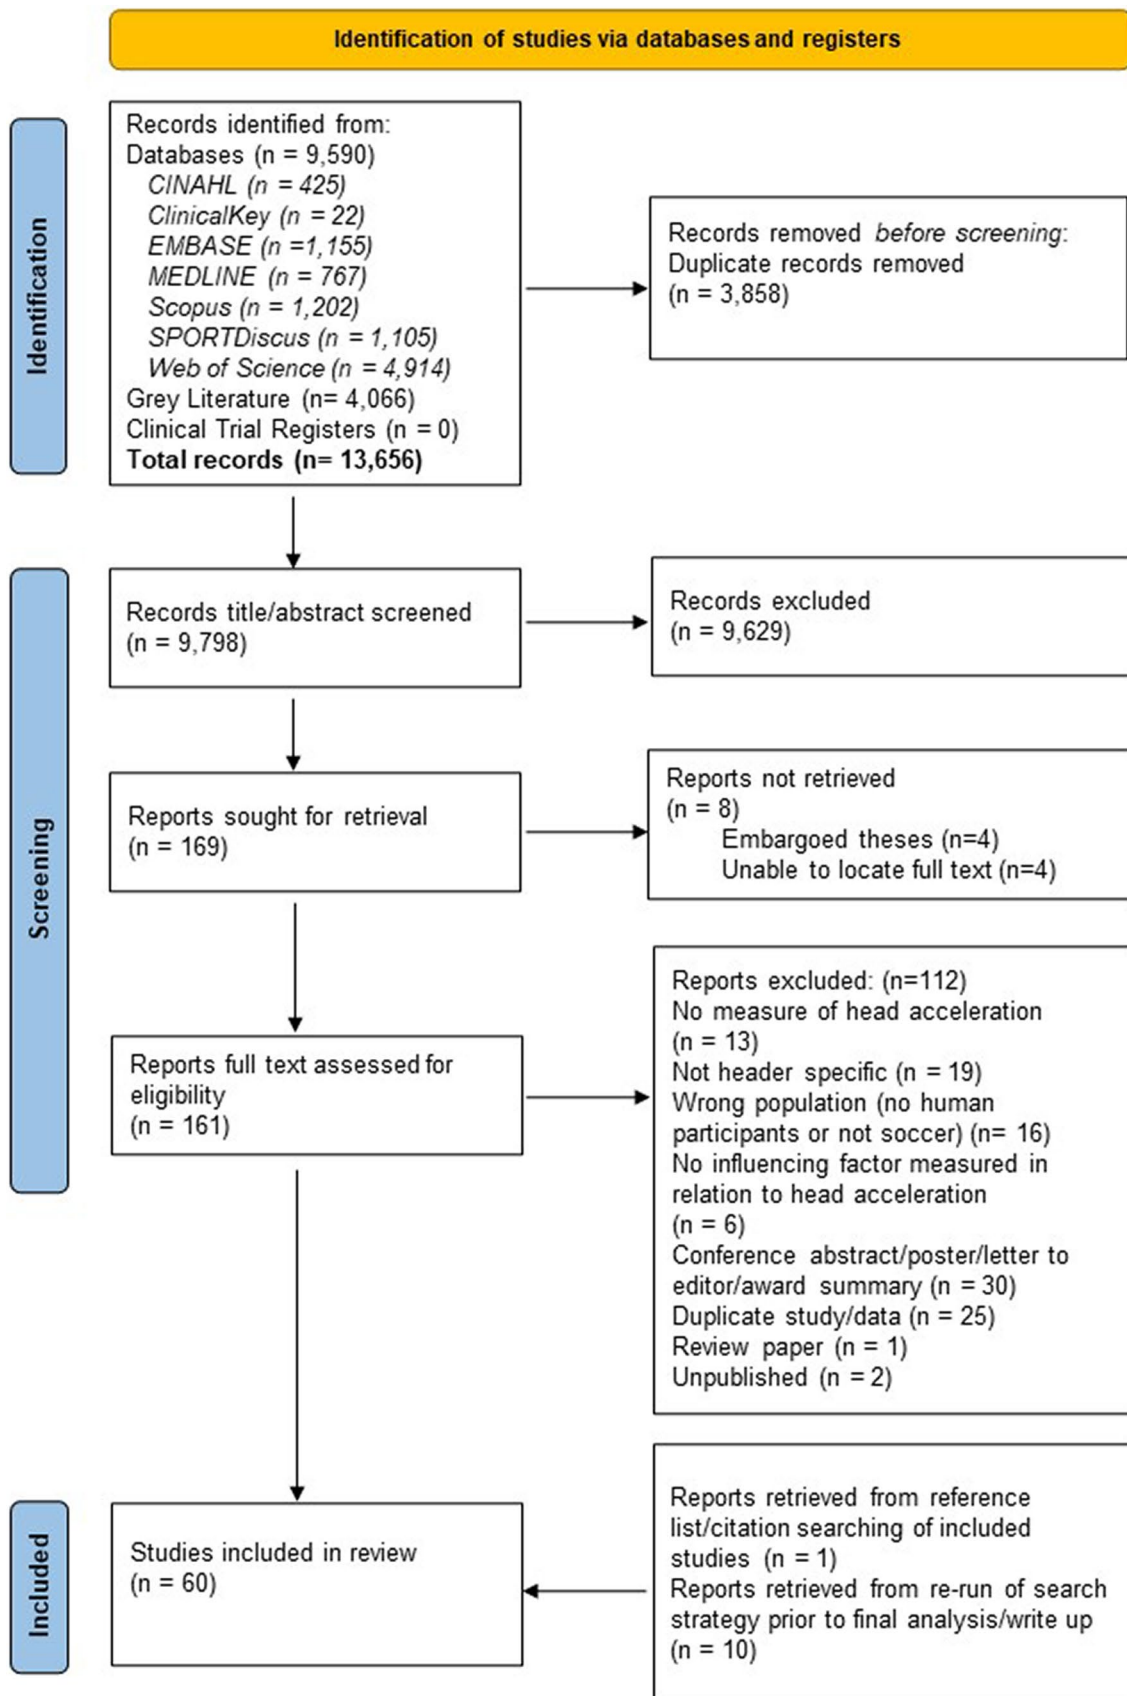 Identification of studies via databases and registers
Identification
Records identified from:
Databases (n = 9,590)
CINAHL (n = 425)
ClinicalKey (n = 22)
EMBASE (n =1,155)
MEDLINE (n = 767)
Scopus (n = 1,202)
SPORTDiscus (n = 1,105)
Web of Science (n = 4,914)
Grey Literature (n= 4,066)
Clinical Trial Registers (n = 0)
Total records (n= 13,656)
Records removed before screening:
Duplicate records removed
(n = 3,858)
Screening
Records title/abstract screened
(n = 9,798)
Records excluded
(n = 9,629)
Reports sought for retrieval
(n = 169)
Reports not retrieved
(n = 8)
Embargoed theses (n=4)
Unable to locate full text (n=4)
Reports full text assessed for
eligibility
(n = 161)
Reports excluded: (n=112)
No measure of head acceleration
(n = 13)
Not header specific (n = 19)
Wrong population (no human
participants or not soccer) (n= 16)
No influencing factor measured in
relation to head acceleration
(n = 6)
Conference abstract/poster/letter to
editor/award summary (n = 30)
Duplicate study/data (n = 25)
Review paper (n = 1)
Unpublished (n = 2)
Included
Studies included in review
(n = 60)
Reports retrieved from reference
list/citation searching of included
studies (n = 1)
Reports retrieved from re-run of search
strategy prior to final analysis/write up
(n = 10)